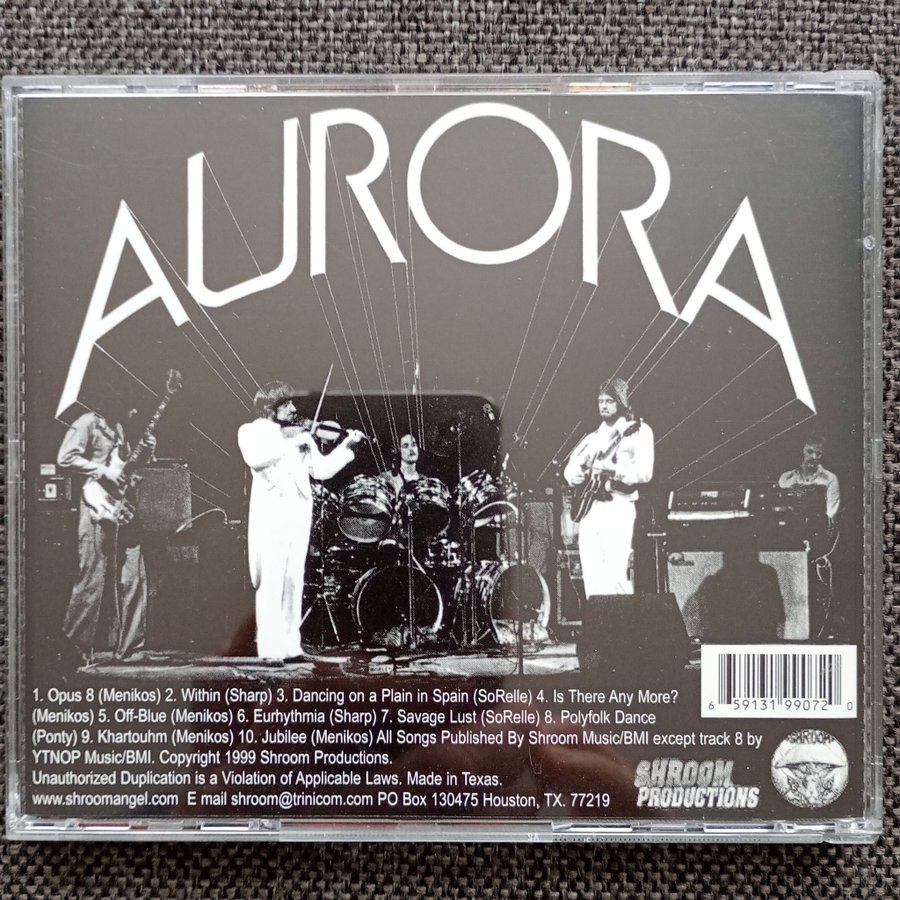 AURORA
1. Opus 8 (Menikos) 2. Within (Sharp) 3. Dancing on a Plain in Spain (SoRelle) 4. Is There Any More?
(Menikos) 5. Off-Blue (Menikos) 6. Eurhythmia (Sharp) 7. Savage Lust (SoRelle) 8. Polyfolk Dance
(Ponty) 9. Khartouhm (Menikos) 10. Jubilee (Menikos) All Songs Published By Shroom Music/BMI except track 8 by
YTNOP Music/BMI. Copyright 1999 Shroom Productions.
Unauthorized Duplication is a Violation of Applicable Laws. Made in Texas.
www.shroomangel.com E mail shroom@trinicom.com PO Box 130475 Houston, TX. 77219
6 59131 99072 0
SHROOM
PRODUCTIONS
SHROOM